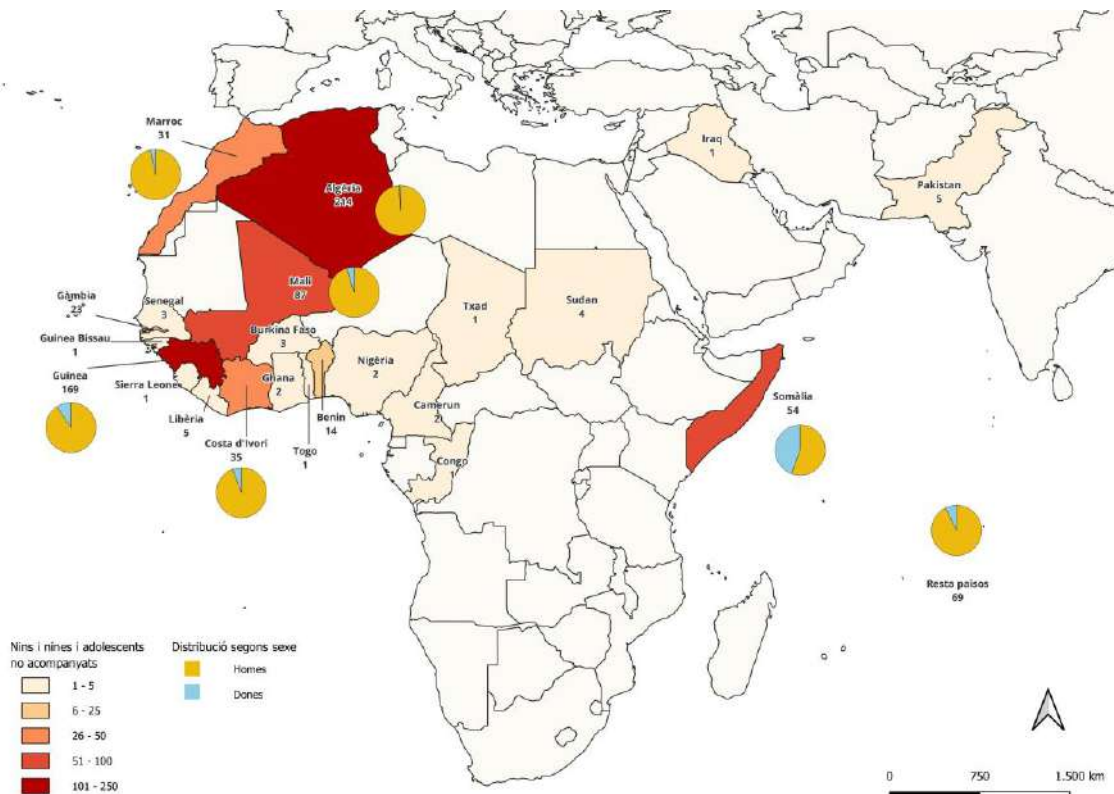 Marroc
31
Algèria
214
Mali
87
Gàmbia
23
Senegal
3
Guinea Bissau
1
Guinea
169
Sierra Leone
1
Libèria
5
Costa d'Ivori
35
Burkina Faso
3
Ghana
2
Togo
1
Benin
14
Nigèria
2
Camerun
2
Congo
1
Txad
1
Sudan
4
Iraq
1
Pakistan
5
Somàlia
54
Resta països
69
Nins i nines i adolescents
no acompanyats
1 - 5
6 - 25
26 - 50
51 - 100
101 - 250
Distribució segons sexe
Homes
Dones
0 750 1.500 km